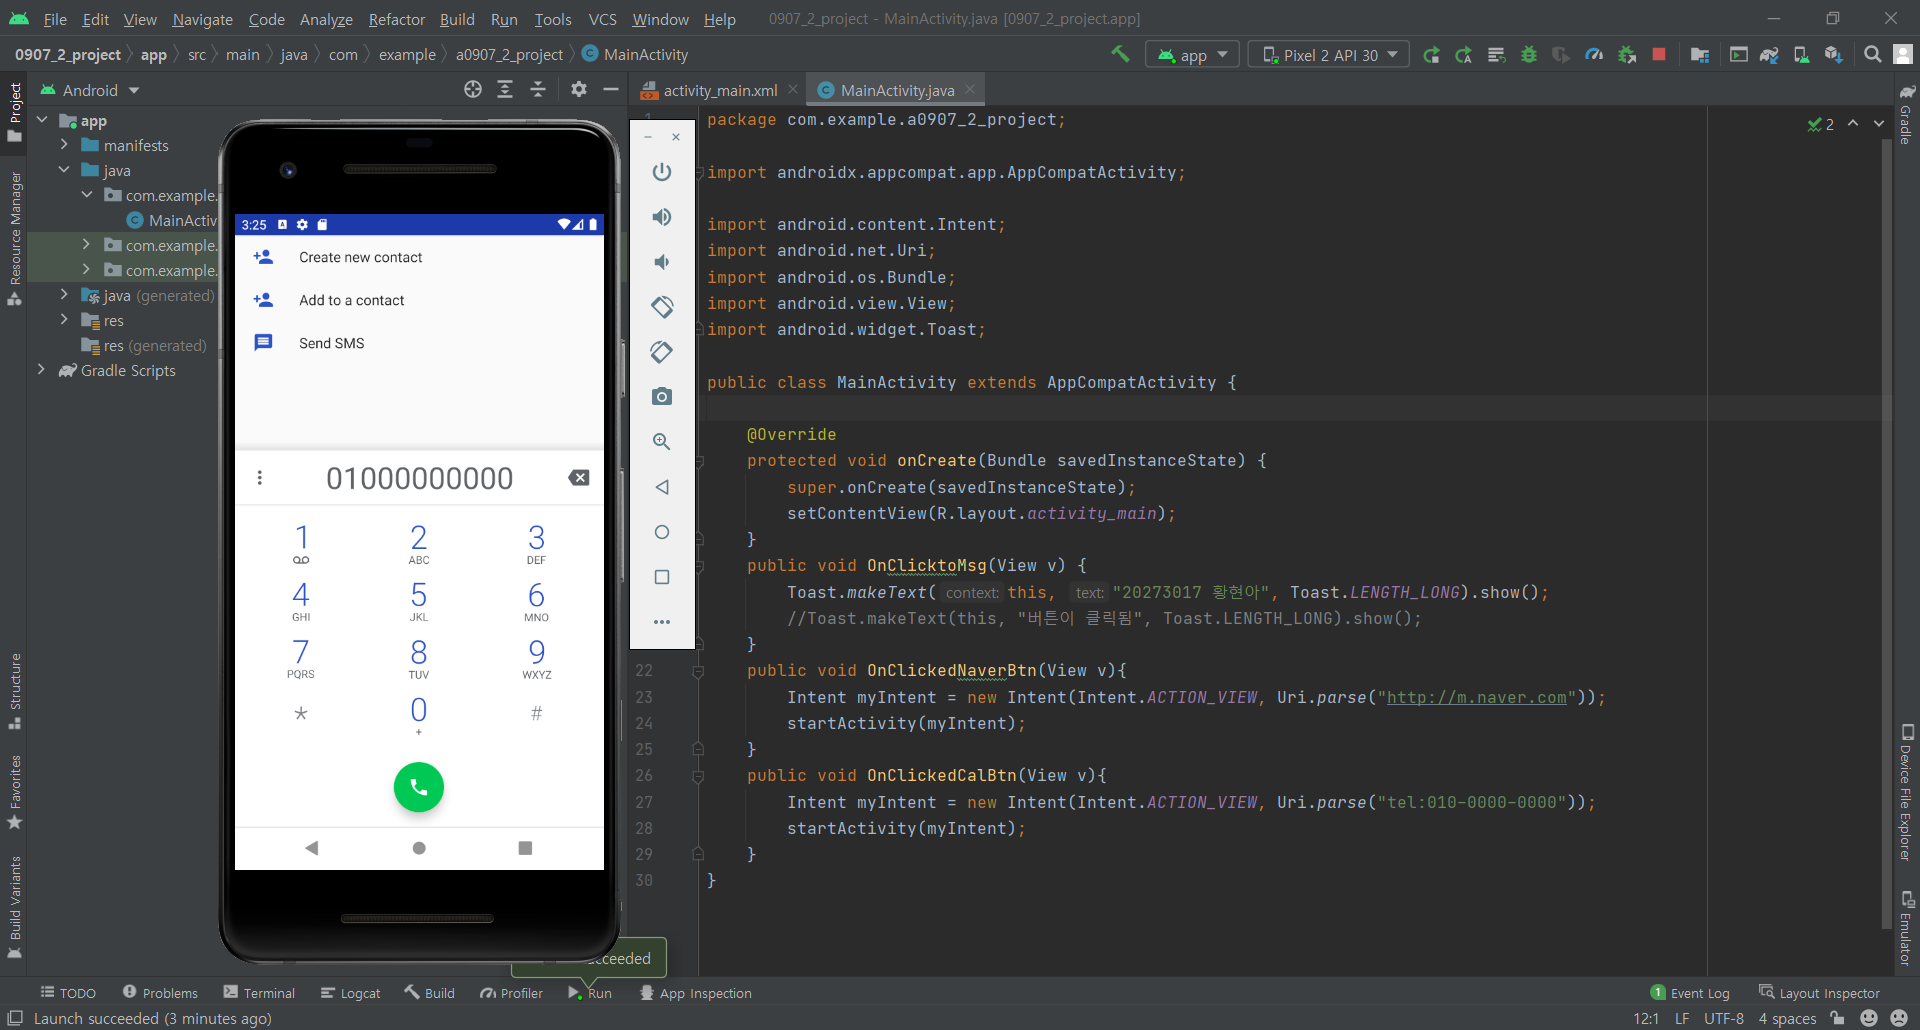 File Edit View Navigate Code Analyze Refactor Build Run Tools VCS Window Help 0907_2_project - MainActivity.java [0907_2_project.app]
0907_2_project app src main java com example a0907_2_project MainActivity app Pixel 2 API 30
Project
Resource Manager
Structure
Favorites
Build Variants
Android
app
manifests
java
com.example.
MainActiv
com.example.
com.example.
java (generated)
res
res (generated)
Gradle Scripts
3:25
Create new contact
Add to a contact
Send SMS
01000000000
1 2 3
ABC DEF
4 5 6
GHI JKL MNO
7 8 9
PQRS TUV WXYZ
* 0 #
+
activity_main.xml MainActivity.java
2
package com.example.a0907_2_project;
import androidx.appcompat.app.AppCompatActivity;
import android.content.Intent;
import android.net.Uri;
import android.os.Bundle;
import android.view.View;
import android.widget.Toast;
public class MainActivity extends AppCompatActivity {
@Override
protected void onCreate(Bundle savedInstanceState) {
super.onCreate(savedInstanceState);
setContentView(R.layout.activity_main);
}
public void OnClicktoMsg(View v) {
Toast.makeText( context: this, text: "20273017 황현아", Toast.LENGTH_LONG).show();
//Toast.makeText(this, "버튼이 클릭됨", Toast.LENGTH_LONG).show();
}
22 public void OnClickedNaverBtn(View v){
23 Intent myIntent = new Intent(Intent.ACTION_VIEW, Uri.parse("http://m.naver.com"));
24 startActivity(myIntent);
25 }
26 public void OnClickedCalBtn(View v){
27 Intent myIntent = new Intent(Intent.ACTION_VIEW, Uri.parse("tel:010-0000-0000"));
28 startActivity(myIntent);
29 }
30 }
Gradle
Device File Explorer
Emulator
cceeded
TODO Problems Terminal Logcat Build Profiler Run App Inspection 1 Event Log Layout Inspector
Launch succeeded (3 minutes ago) 12:1 LF UTF-8 4 spaces